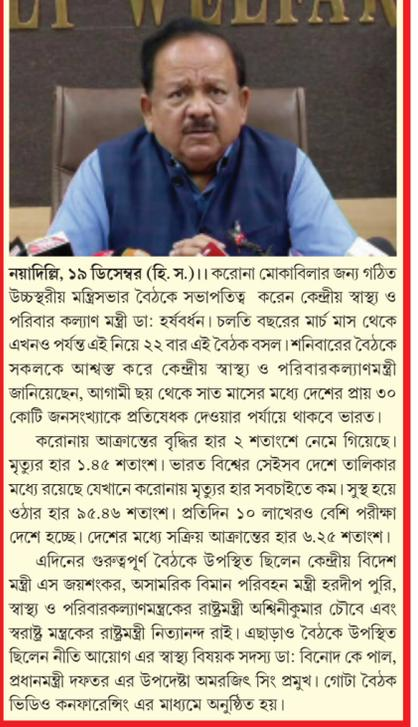 LY WELFAR
নয়াদিল্লি, ১৯ ডিসেম্বর (হি. স.)।। করোনা মোকাবিলার জন্য গঠিত
উচ্চস্তরীয় মন্ত্রিসভার বৈঠকে সভাপতিত্ব করেন কেন্দ্রীয় স্বাস্থ্য ও
পরিবার কল্যাণ মন্ত্রী ডা: হর্ষবর্ধন। চলতি বছরের মার্চ মাস থেকে
এখনও পর্যন্ত এই নিয়ে ২২ বার এই বৈঠক বসল। শনিবারের বৈঠকে
সকলকে আশ্বস্ত করে কেন্দ্রীয় স্বাস্থ্য ও পরিবারকল্যাণমন্ত্রী
জানিয়েছেন, আগামী ছয় থেকে সাত মাসের মধ্যে দেশের প্রায় ৩০
কোটি জনসংখ্যাকে প্রতিষেধক দেওয়ার পর্যায়ে থাকবে ভারত।
করোনায় আক্রান্তের বৃদ্ধির হার ২ শতাংশে নেমে গিয়েছে।
মৃত্যুর হার ১.৪৫ শতাংশ। ভারত বিশ্বের সেইসব দেশে তালিকার
মধ্যে রয়েছে যেখানে করোনায় মৃত্যুর হার সবচাইতে কম। সুস্থ হয়ে
ওঠার হার ৯৫.৪৬ শতাংশ। প্রতিদিন ১০ লাখেরও বেশি পরীক্ষা
দেশে হচ্ছে। দেশের মধ্যে সক্রিয় আক্রান্তের হার ৬.২৫ শতাংশ।
এদিনের গুরুত্বপূর্ণ বৈঠকে উপস্থিত ছিলেন কেন্দ্রীয় বিদেশ
মন্ত্রী এস জয়শংকর, অসামরিক বিমান পরিবহন মন্ত্রী হরদীপ পুরি,
স্বাস্থ্য ও পরিবারকল্যাণমন্ত্রকের রাষ্ট্রমন্ত্রী অশ্বিনীকুমার চৌবে এবং
স্বরাষ্ট্র মন্ত্রকের রাষ্ট্রমন্ত্রী নিত্যানন্দ রাই। এছাড়াও বৈঠকে উপস্থিত
ছিলেন নীতি আয়োগ এর স্বাস্থ্য বিষয়ক সদস্য ডা: বিনোদ কে পাল,
প্রধানমন্ত্রী দফতর এর উপদেষ্টা অমরজিৎ সিং প্রমুখ। গোটা বৈঠক
ভিডিও কনফারেন্সিং এর মাধ্যমে অনুষ্ঠিত হয়।